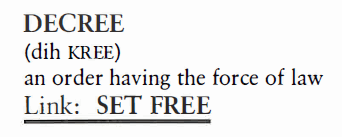 DECREE
(dih KREE)
an order having the force of law
Link: SET FREE